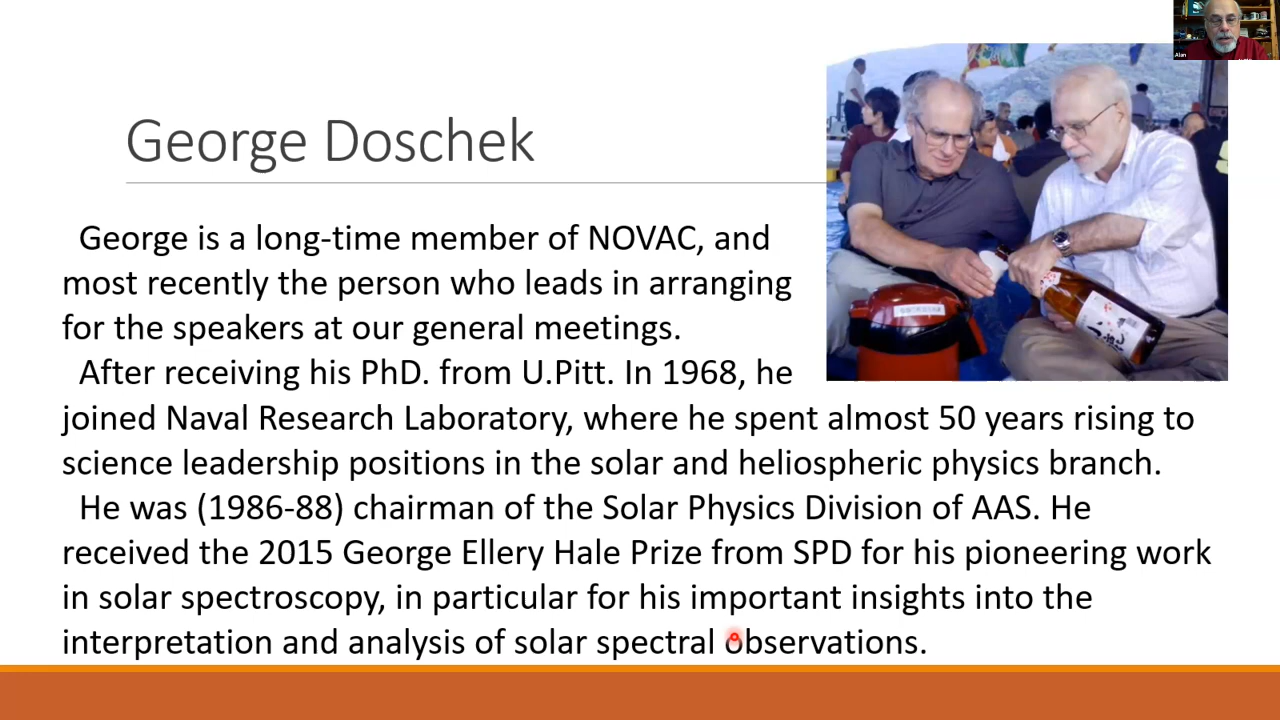 Alan
George Doschek
George is a long-time member of NOVAC, and
most recently the person who leads in arranging
for the speakers at our general meetings.
After receiving his PhD. from U.Pitt. In 1968, he
joined Naval Research Laboratory, where he spent almost 50 years rising to
science leadership positions in the solar and heliospheric physics branch.
He was (1986-88) chairman of the Solar Physics Division of AAS. He
received the 2015 George Ellery Hale Prize from SPD for his pioneering work
in solar spectroscopy, in particular for his important insights into the
interpretation and analysis of solar spectral observations.